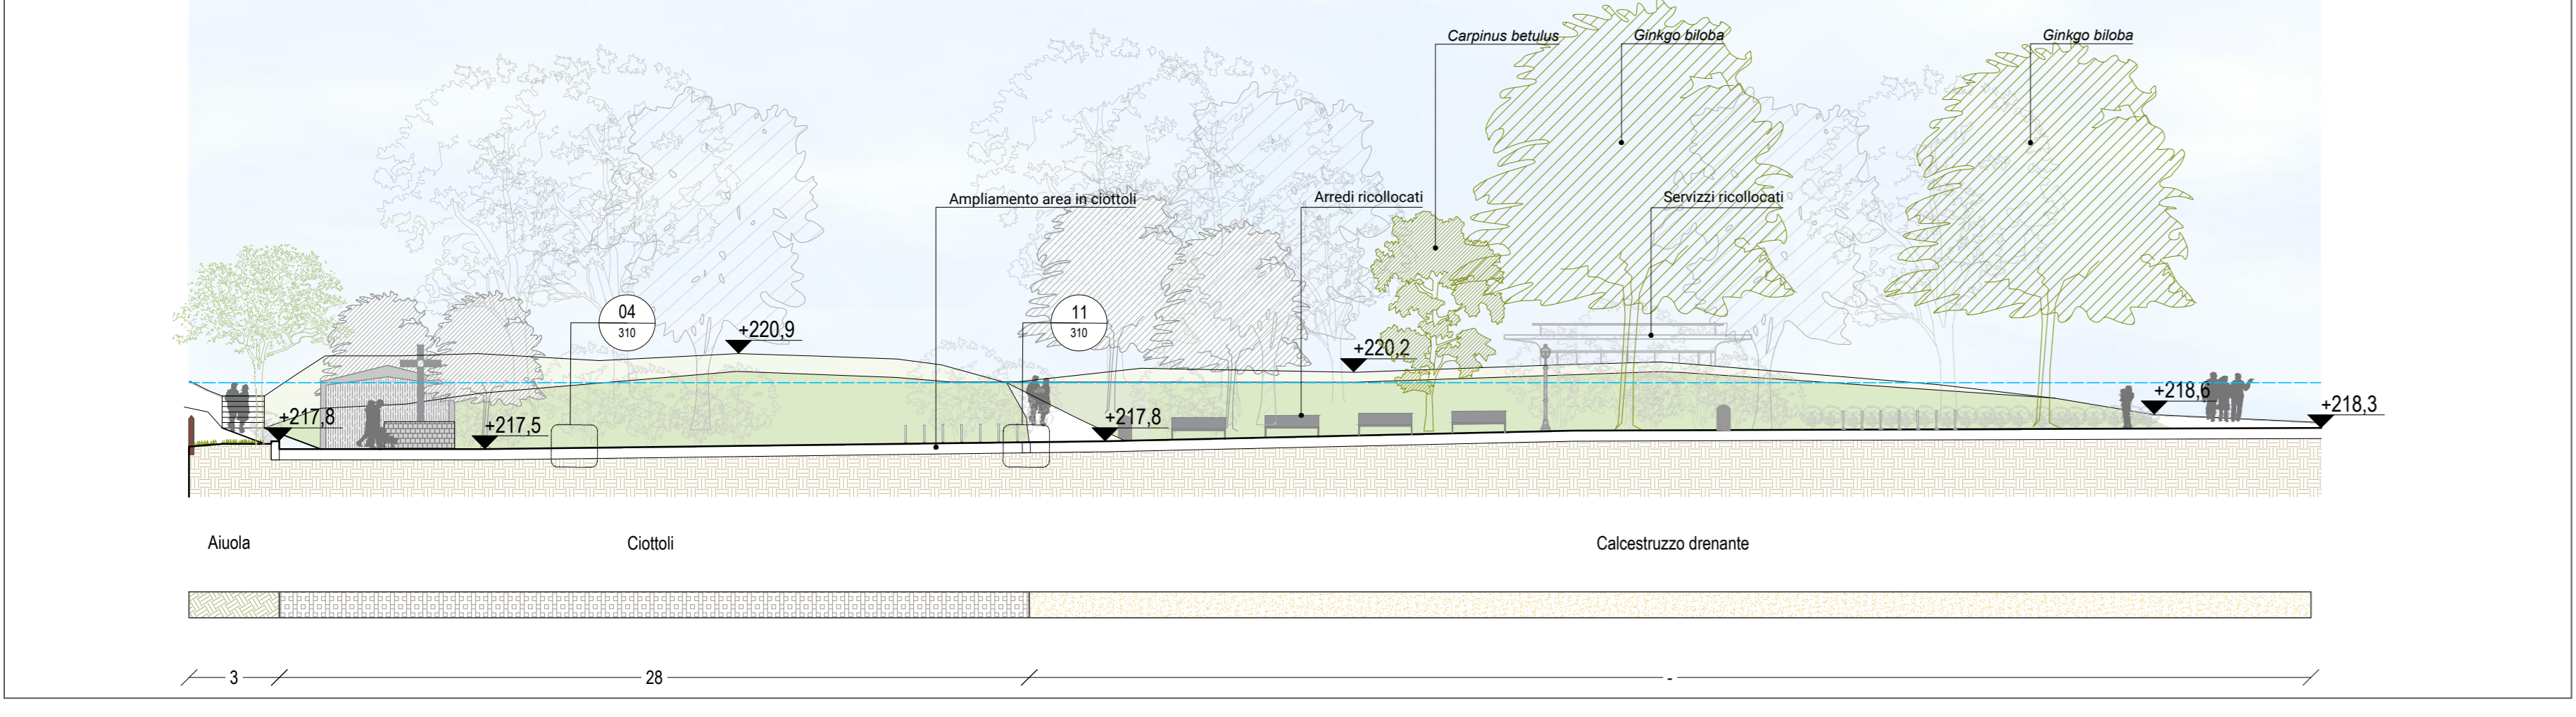 Carpinus betulus
Ginkgo biloba
Ginkgo biloba
Ampliamento area in ciottoli
Arredi ricollocati
Servizzi ricollocati
04
310
11
310
+220,9
+220,2
+217,8
+217,5
+217,8
+218,6
+218,3
Aiuola
Ciottoli
Calcestruzzo drenante
3
28
-